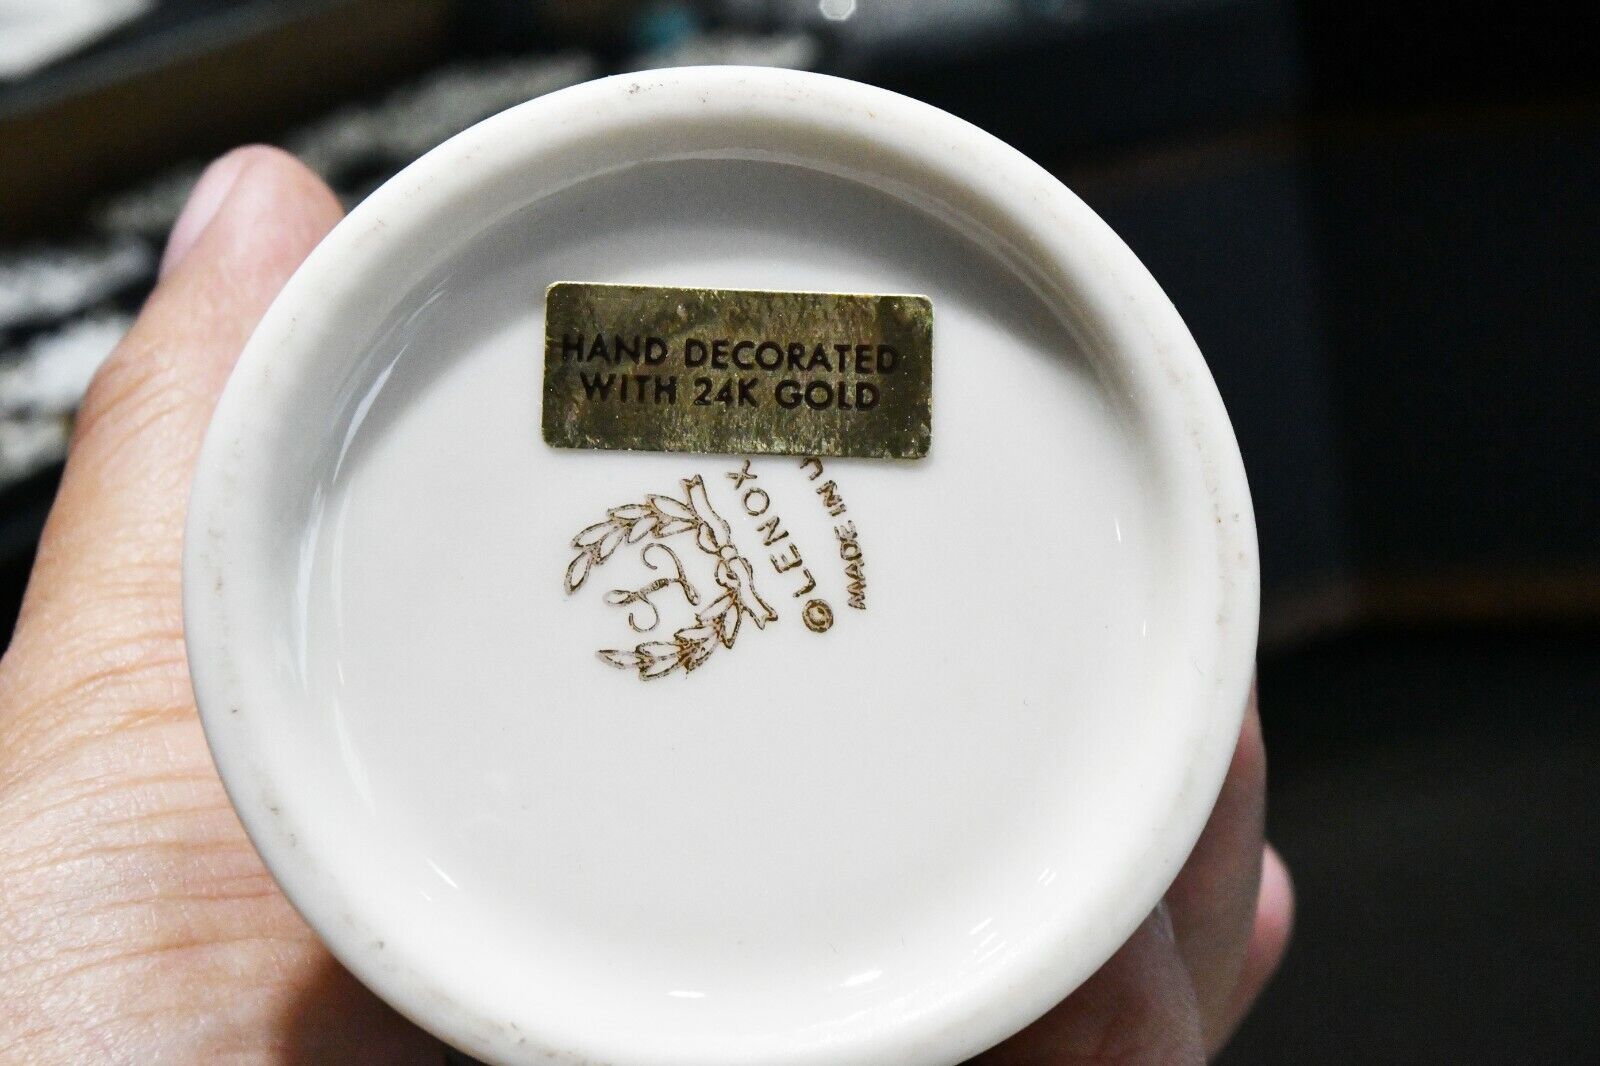 HAND DECORATED
WITH 24K GOLD
L
©LENOX
MADE IN U